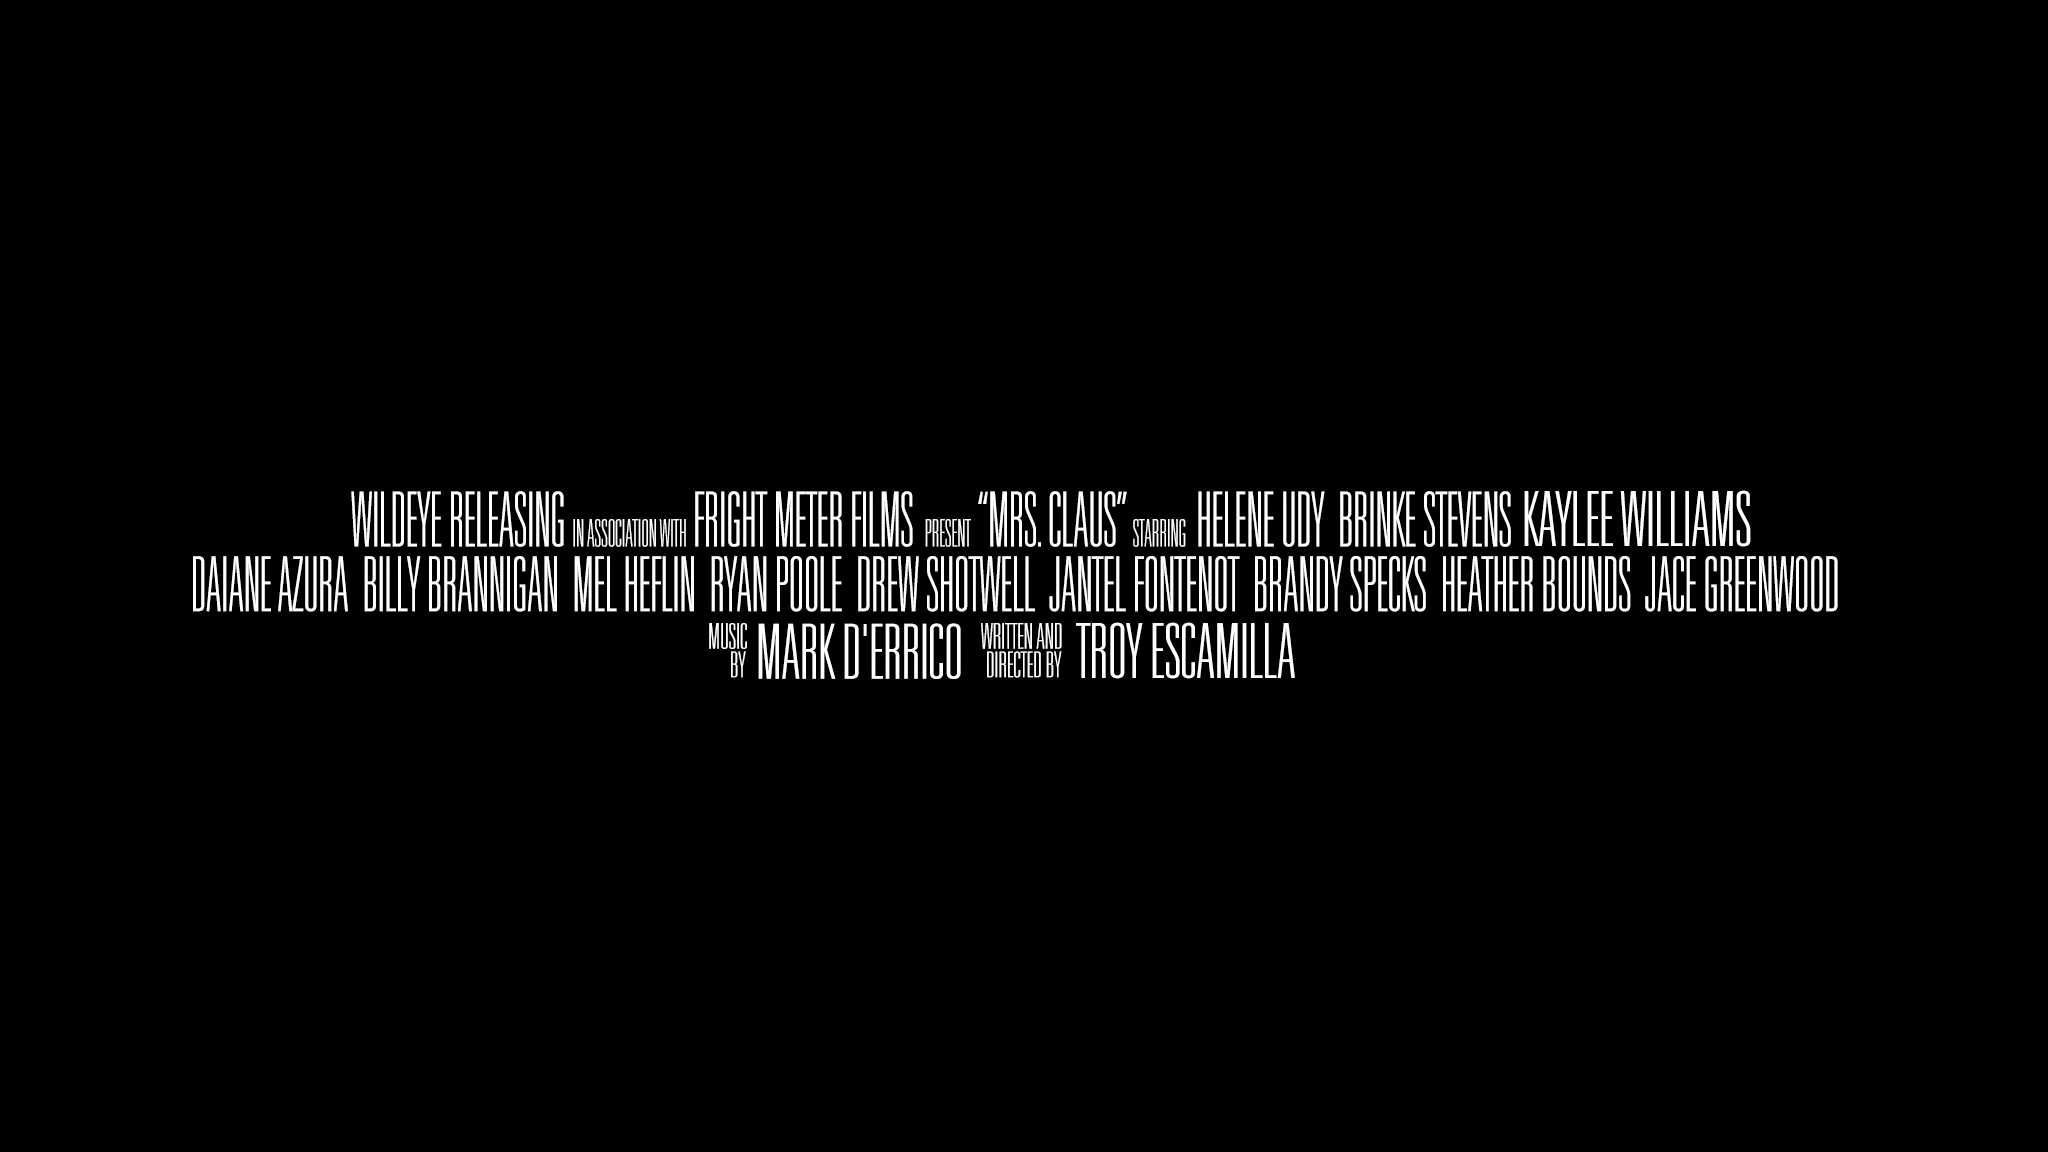 WILDEYE RELEASING IN ASSOCIATION WITH FRIGHT METER FILMS PRESENT “MRS. CLAUS” STARRING HELENE UDY BRINKE STEVENS KAYLEE WILLIAMS
DAIANE AZURA BILLY BRANNIGAN MEL HEFLIN RYAN POOLE DREW SHOTWELL JANTEL FONTENOT BRANDY SPECKS HEATHER BOUNDS JACE GREENWOOD
MUSIC BY MARK D'ERRICO WRITTEN AND DIRECTED BY TROY ESCAMILLA